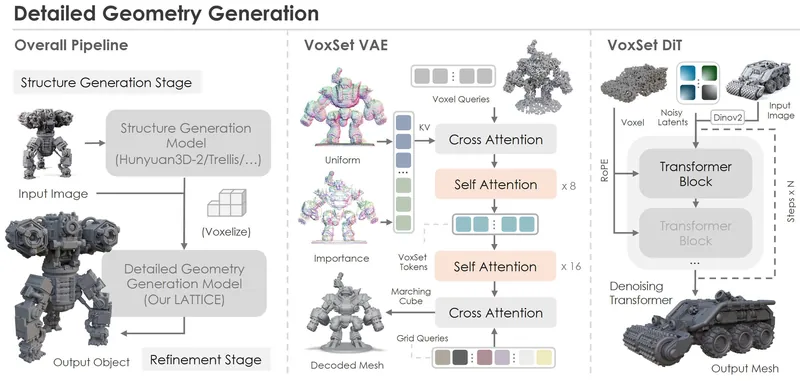 Detailed Geometry Generation
Overall Pipeline
Structure Generation Stage
Structure Generation
Model
(Hunyuan3D-2/Trellis/...)
Input Image
(Voxelize)
Detailed Geometry
Generation Model
(Our LATTICE)
Output Object
Refinement Stage
VoxSet VAE
Voxel Queries
Uniform
KV
Cross Attention
Self Attention
x 8
Importance
VoxSet
Tokens
Self Attention
x 16
Marching
Cube
Cross Attention
Decoded Mesh
Grid Queries
VoxSet DiT
Voxel
Noisy
Latents
Dinov2
Input
Image
RoPE
Transformer
Block
Transformer
Block
...
Steps x N
Denoising
Transformer
Output Mesh